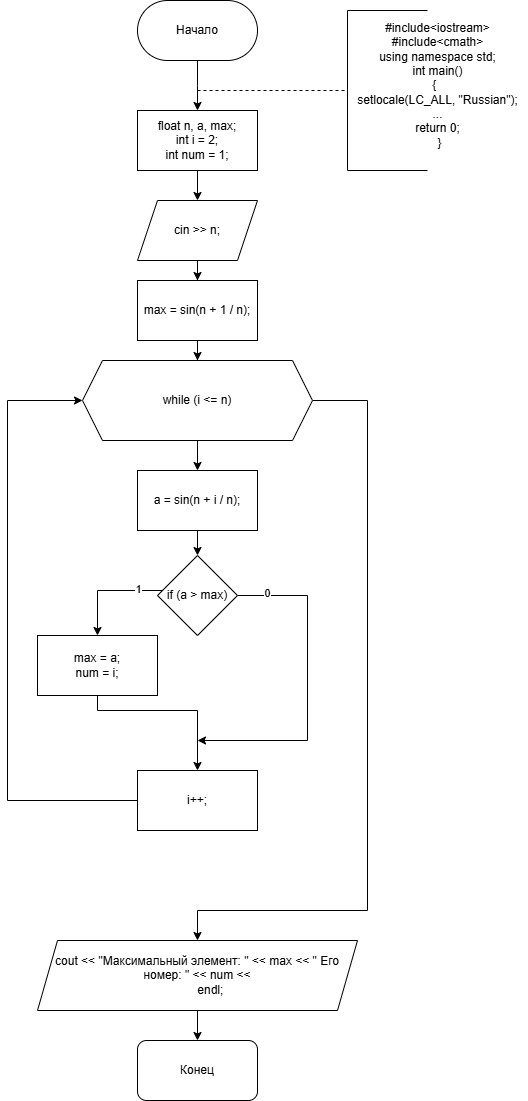 Начало
#include<iostream>
#include<cmath>
using namespace std;
int main()
{
setlocale(LC_ALL, "Russian");
...
return 0;
}
float n, a, max;
int i = 2;
int num = 1;
cin >> n;
max = sin(n + 1 / n);
while (i <= n)
a = sin(n + i / n);
if (a > max)
1
0
max = a;
num = i;
i++;
cout << "Максимальный элемент: " << max << " Его
номер: " << num <<
endl;
Конец